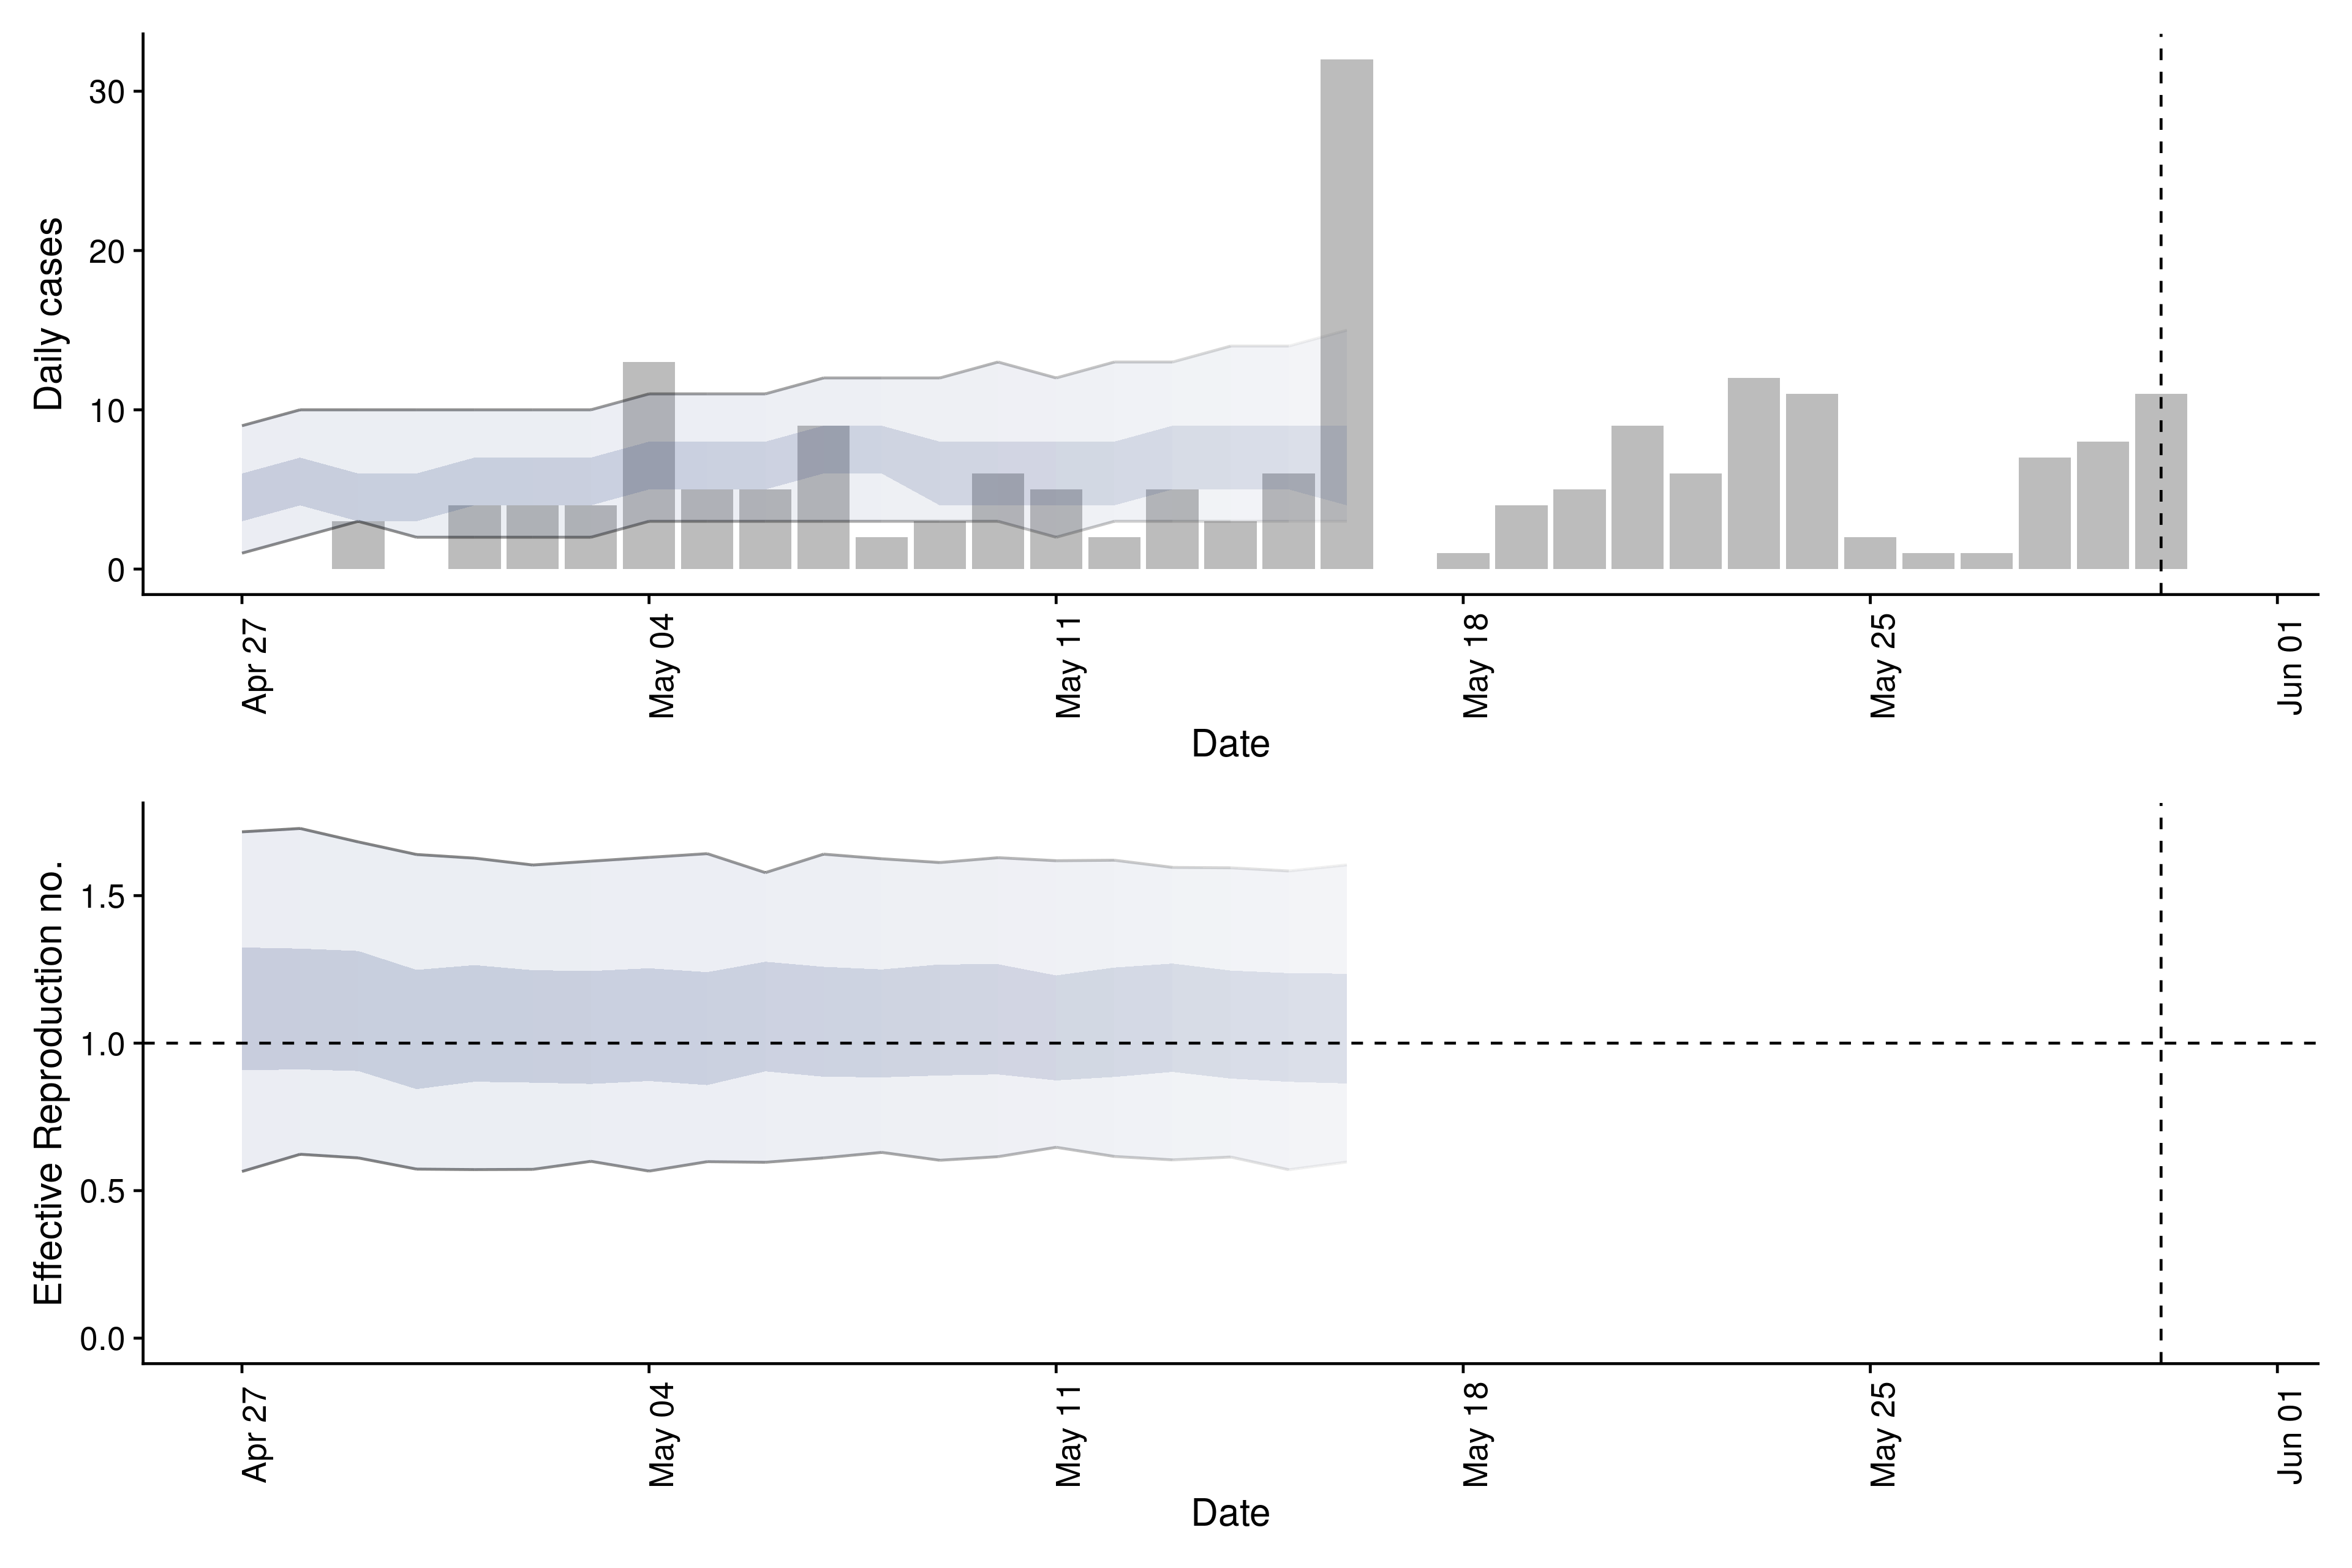 Daily cases
30
20
10
0
Apr 27
May 04
May 11
May 18
May 25
Jun 01
Date
Effective Reproduction no.
1.5
1.0
0.5
0.0
Apr 27
May 04
May 11
May 18
May 25
Jun 01
Date